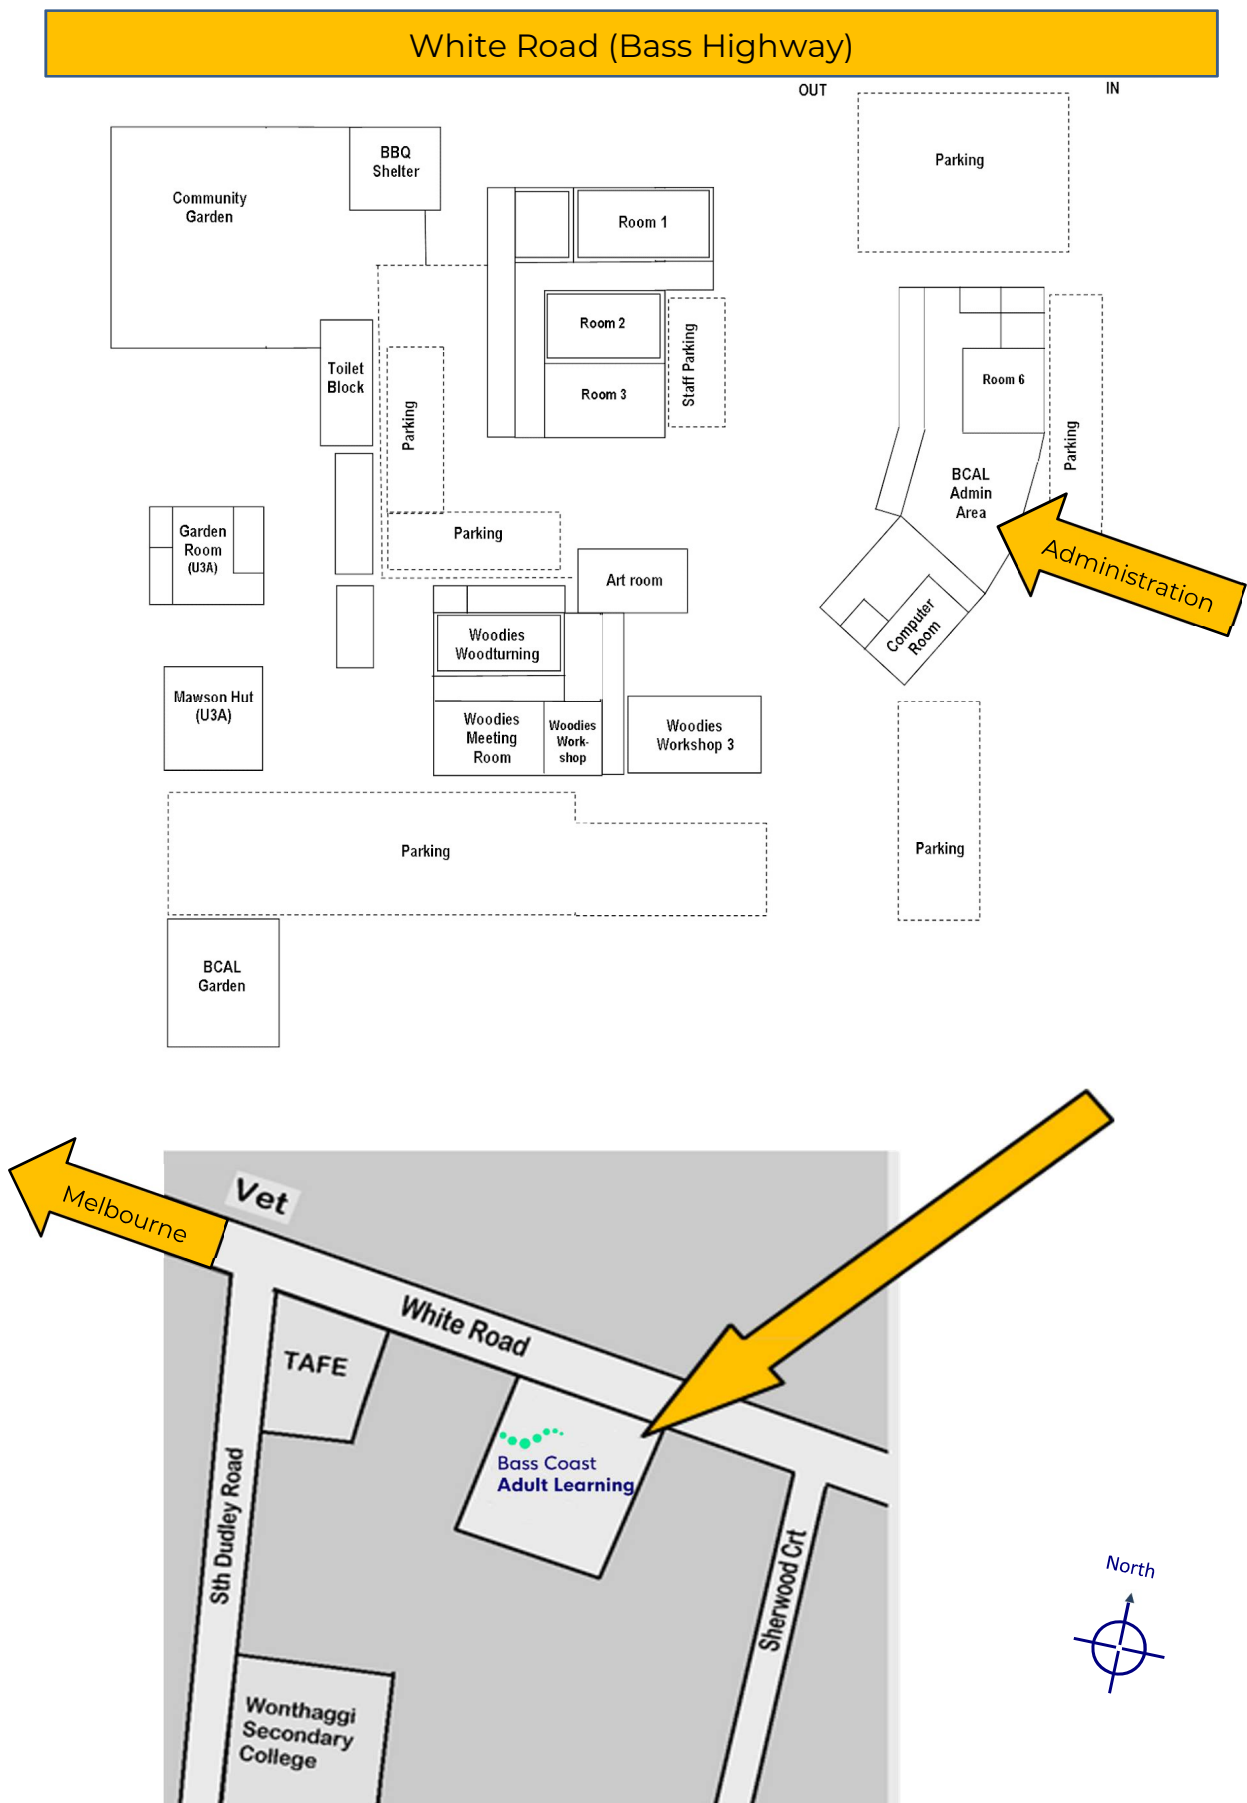 White Road (Bass Highway)
OUT
IN
Parking
BBQ
Shelter
Community
Garden
Room 1
Room 2
Staff Parking
Room 3
Toilet
Block
Parking
Room 6
Parking
BCAL
Admin
Area
Administration
Garden
Room
(U3A)
Parking
Art room
Computer
Room
Woodies
Woodturning
Mawson Hut
(U3A)
Woodies
Meeting
Room
Woodies
Work-
shop
Woodies
Workshop 3
Parking
Parking
BCAL
Garden
Melbourne
Vet
White Road
TAFE
Bass Coast
Adult Learning
Sth Dudley Road
Sherwood Crt
North
Wonthaggi
Secondary
College